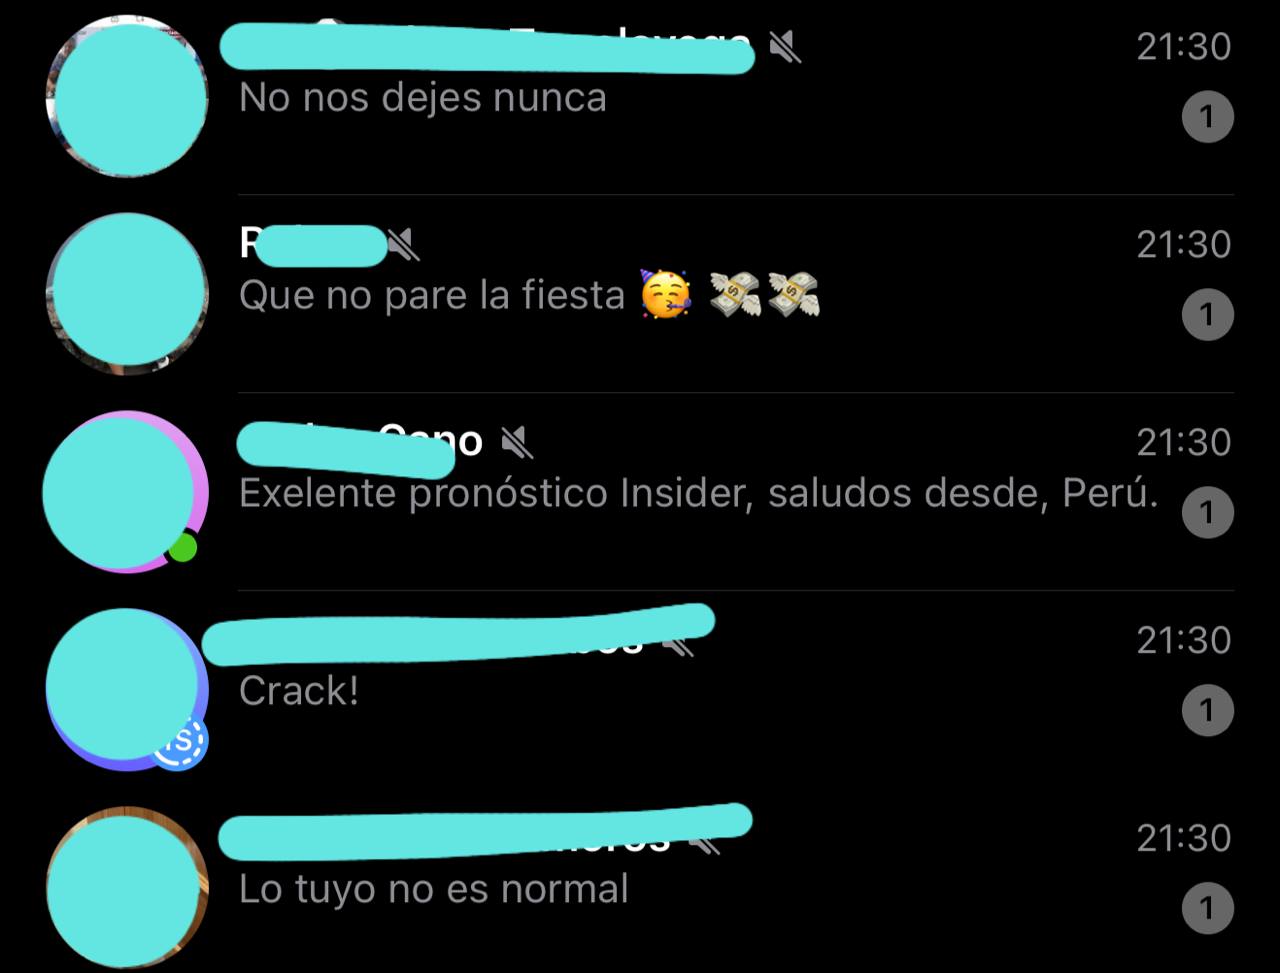 21:30
No nos dejes nunca
1
21:30
Que no pare la fiesta 🥳 💸💸
1
21:30
Exelente pronóstico Insider, saludos desde, Perú.
1
21:30
Crack!
1
21:30
Lo tuyo no es normal
1